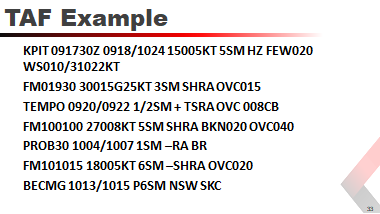 TAF Example
KPIT 091730Z 0918/1024 15005KT 5SM HZ FEW020
WS010/31022KT
FM01930 30015G25KT 3SM SHRA OVC015
TEMPO 0920/0922 1/2SM + TSRA OVC 008CB
FM100100 27008KT 5SM SHRA BKN020 OVC040
PROB30 1004/1007 1SM –RA BR
FM101015 18005KT 6SM –SHRA OVC020
BECMG 1013/1015 P6SM NSW SKC
33